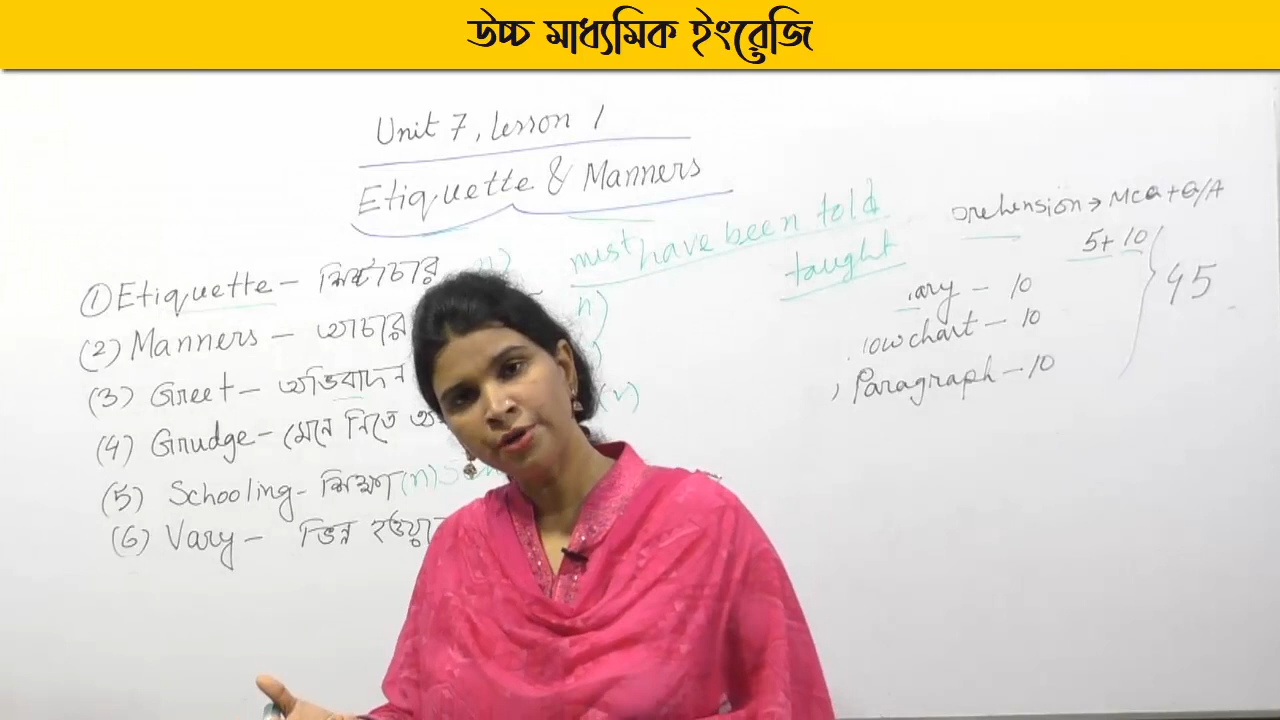 উচ্চ মাধ্যমিক ইংরেজি
Unit 7, Lesson 1
Etiquette & Manners
must have been told
taught
orehension → MCQ + Q/A
5+ 10
ary – 10
lowchart – 10
Paragraph – 10
45
(1) Etiquette – শিষ্টাচার
(2) Manners – আচার
(3) Greet – অভিবাদন
(4) Grudge – মেনে নিতে
(v)
(5) Schooling – শিক্ষা (n)
(6) Vary – ভিন্ন হওয়া